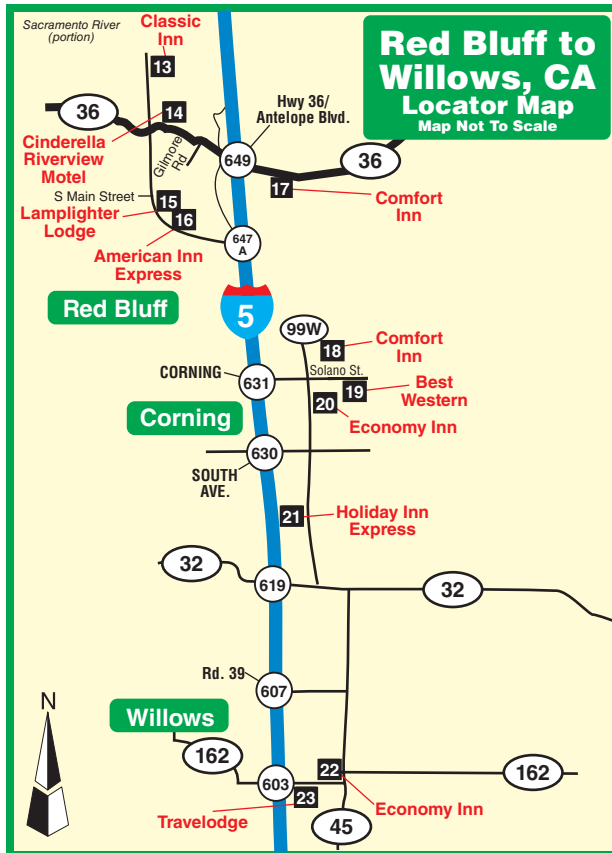 Sacramento River
(portion)
Classic
Inn
13
Red Bluff to
Willows, CA
Locator Map
Map Not To Scale
36
14
Hwy 36/
Antelope Blvd.
Cinderella
Riverview
Motel
Gilmore
Rd
649
36
17
Comfort
Inn
S Main Street
15
Lamplighter
Lodge
16
American Inn
Express
647
A
Red Bluff
5
99W
18
Comfort
Inn
CORNING
631
Solano St.
19
Best
Western
20
Economy Inn
Corning
630
SOUTH
AVE.
21
Holiday Inn
Express
32
619
32
Rd. 39
607
N
Willows
162
603
22
162
23
Travelodge
Economy Inn
45